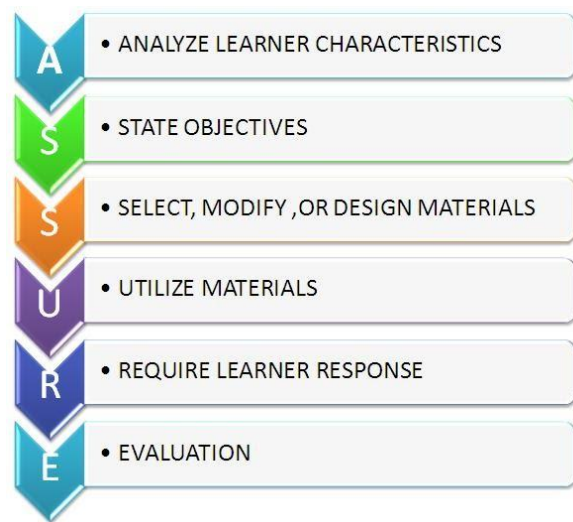 A • ANALYZE LEARNER CHARACTERISTICS
S • STATE OBJECTIVES
S • SELECT, MODIFY ,OR DESIGN MATERIALS
U • UTILIZE MATERIALS
R • REQUIRE LEARNER RESPONSE
E • EVALUATION